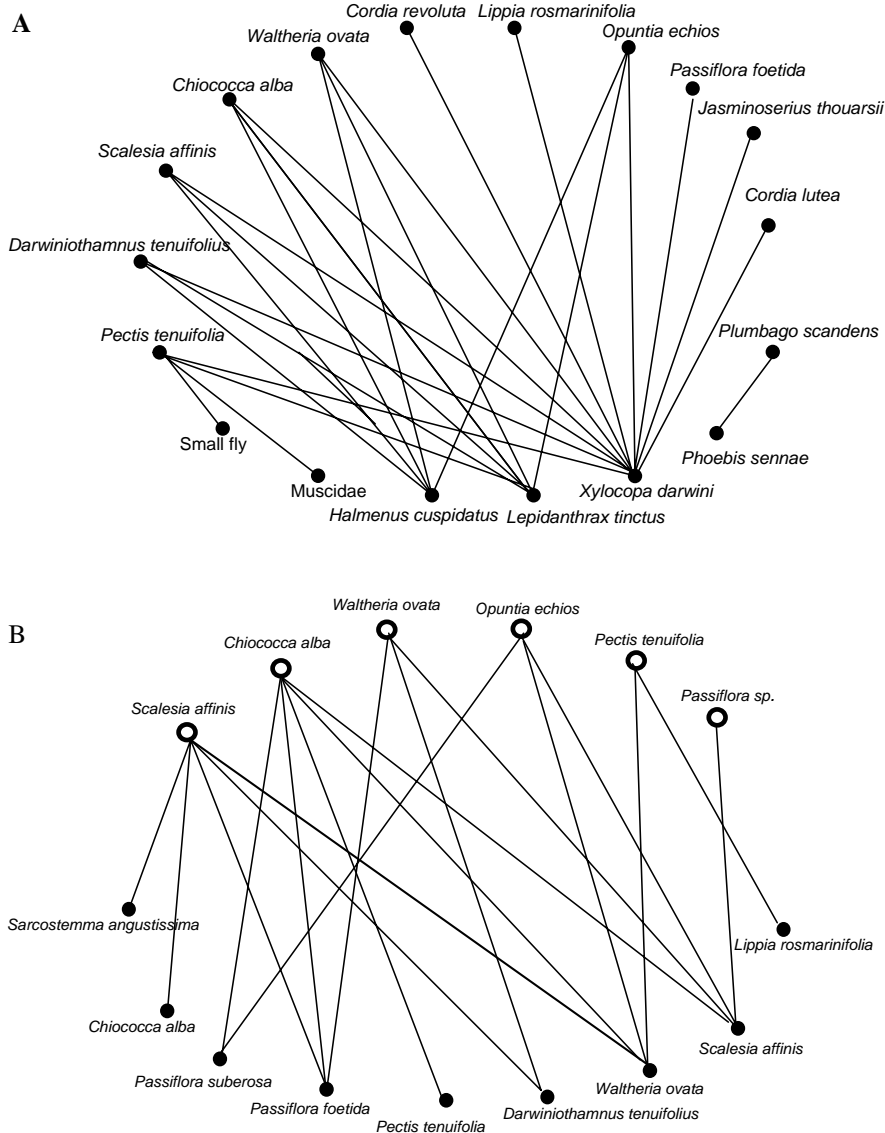 A
Cordia revoluta
Lippia rosmarinifolia
Waltheria ovata
Opuntia echios
Chiococca alba
Passiflora foetida
Jasminoserius thouarsii
Scalesia affinis
Cordia lutea
Darwiniothamnus tenuifolius
Pectis tenuifolia
Plumbago scandens
Small fly
Phoebis sennae
Muscidae
Xylocopa darwini
Halmenus cuspidatus
Lepidanthrax tinctus
B
Waltheria ovata
Opuntia echios
Chiococca alba
Pectis tenuifolia
Scalesia affinis
Passiflora sp.
Sarcostemma angustissima
Lippia rosmarinifolia
Chiococca alba
Scalesia affinis
Passiflora suberosa
Waltheria ovata
Passiflora foetida
Pectis tenuifolia
Darwiniothamnus tenuifolius